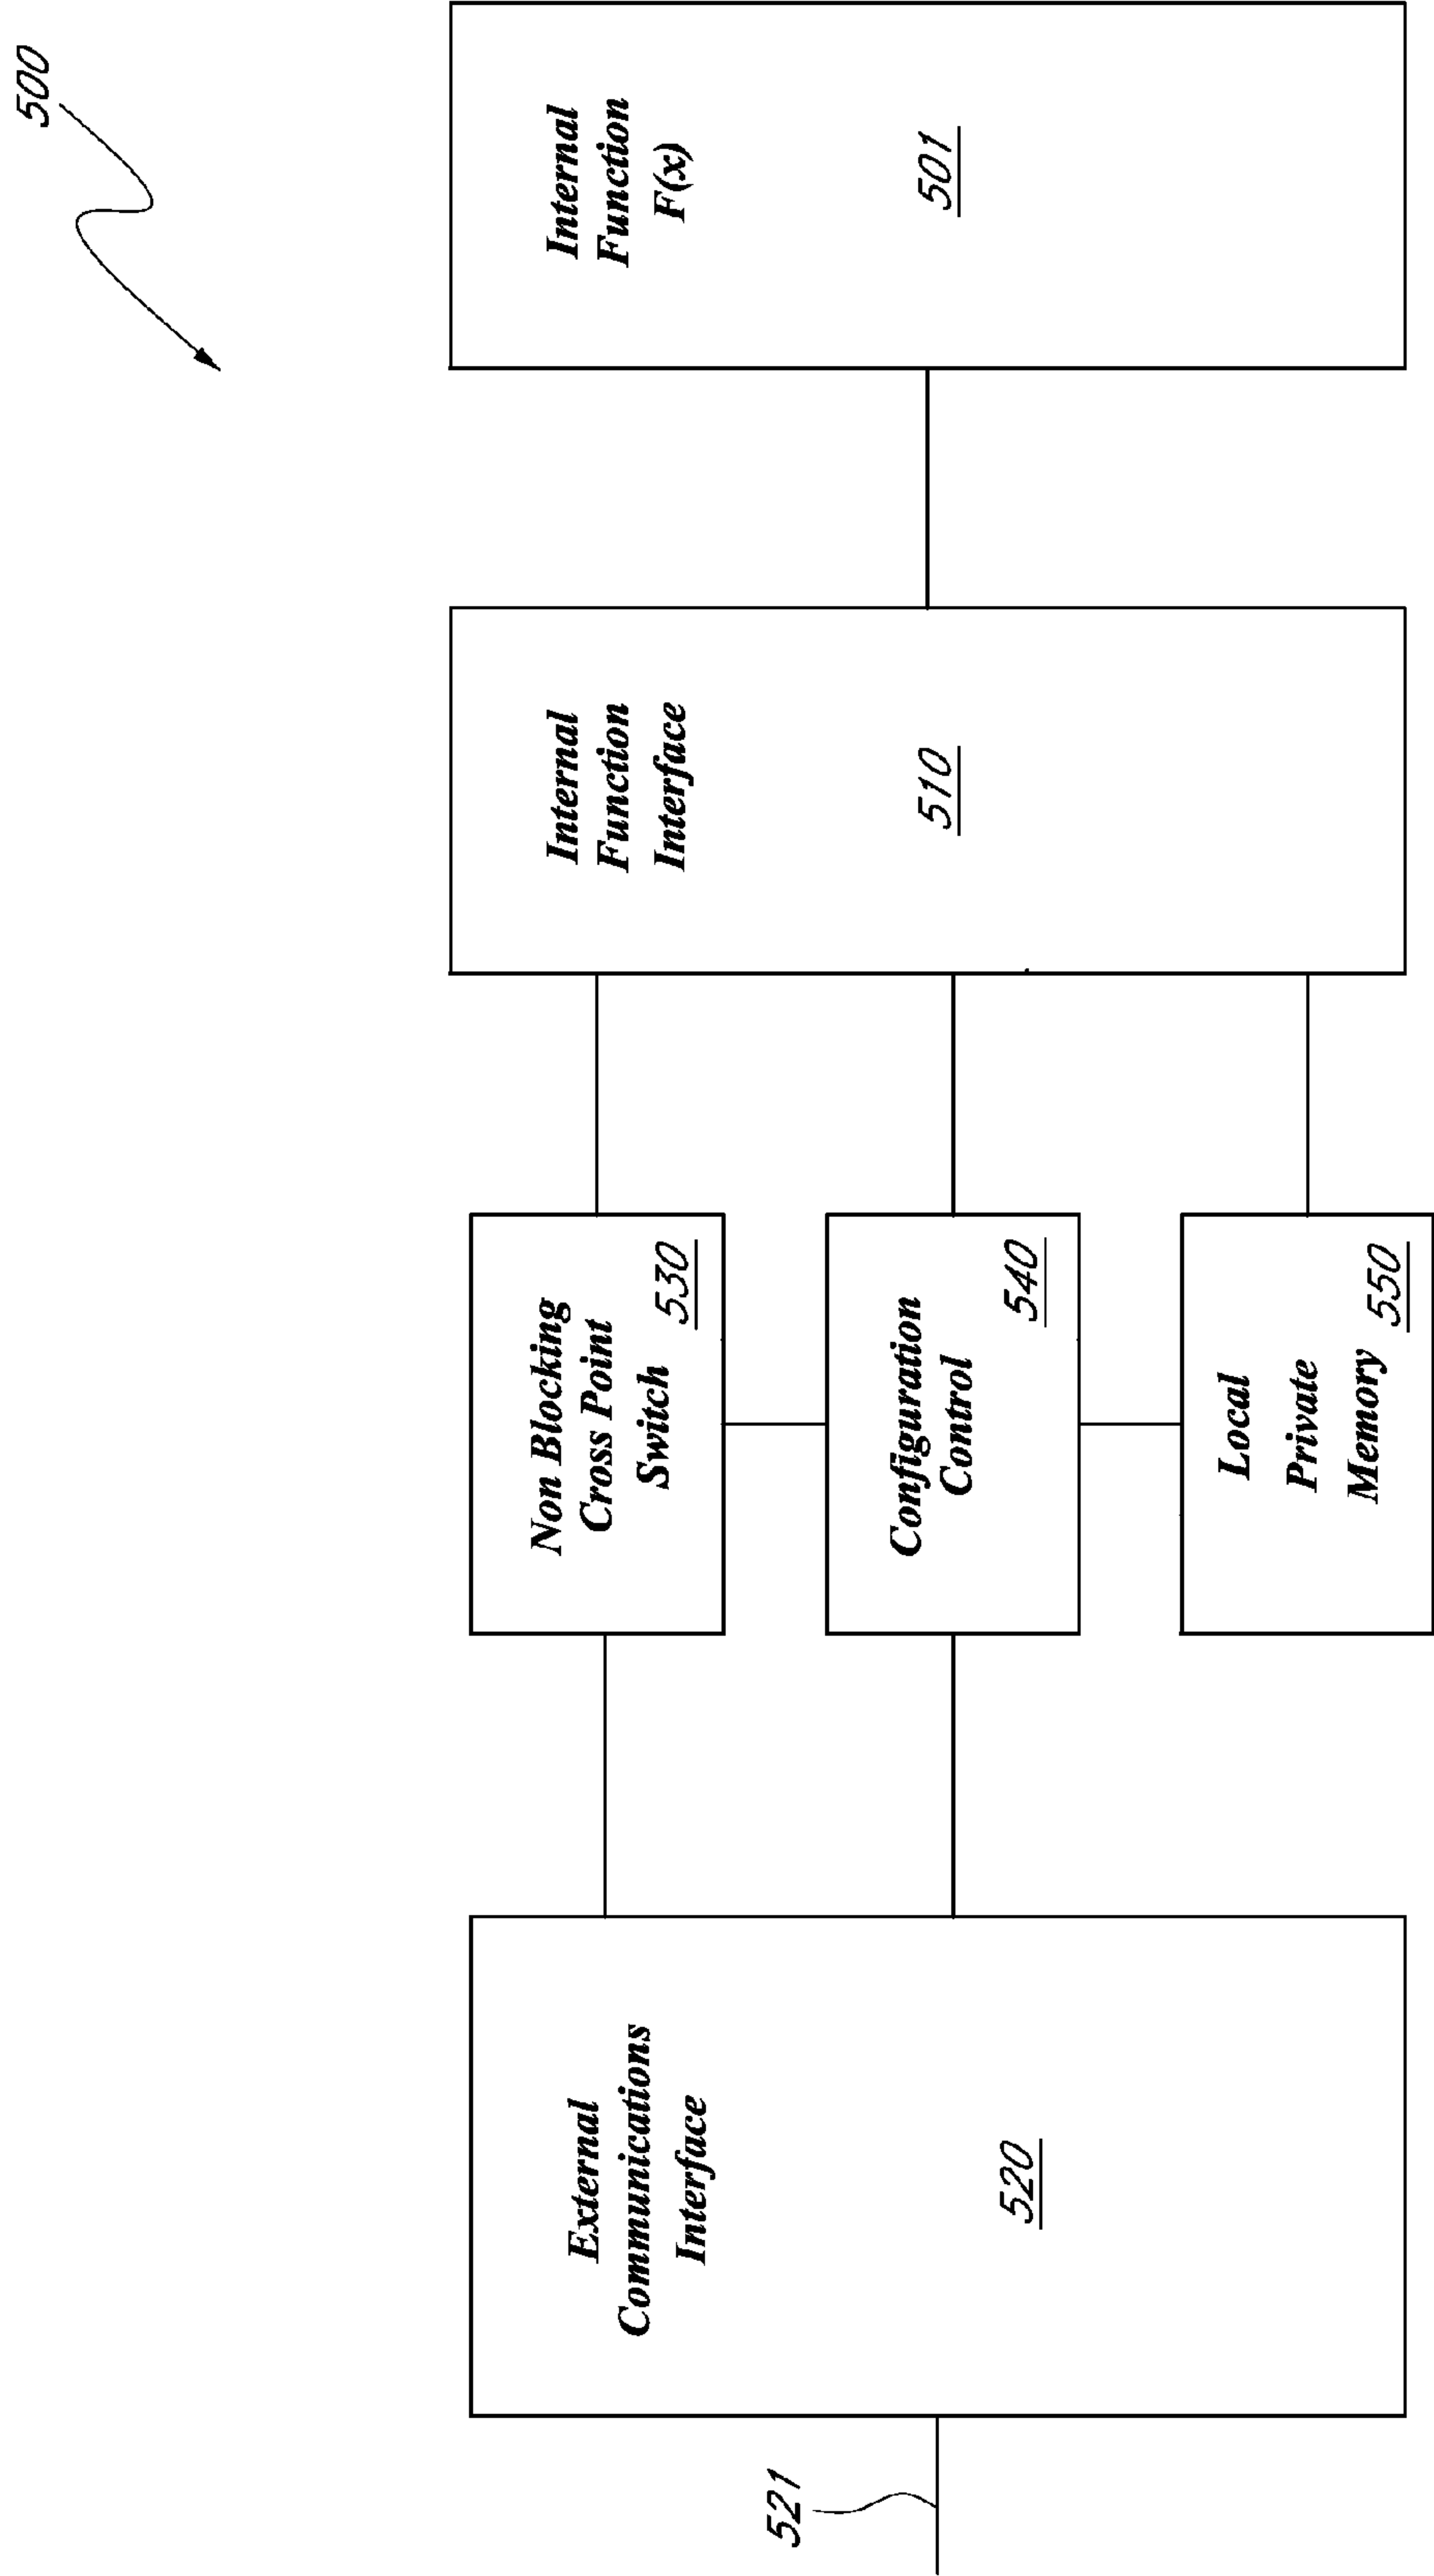 500
External
Communications
Interface
520
521
Non Blocking
Cross Point
Switch
530
Configuration
Control
540
Local
Private
Memory
550
Internal
Function
Interface
510
Internal
Function
F(x)
501